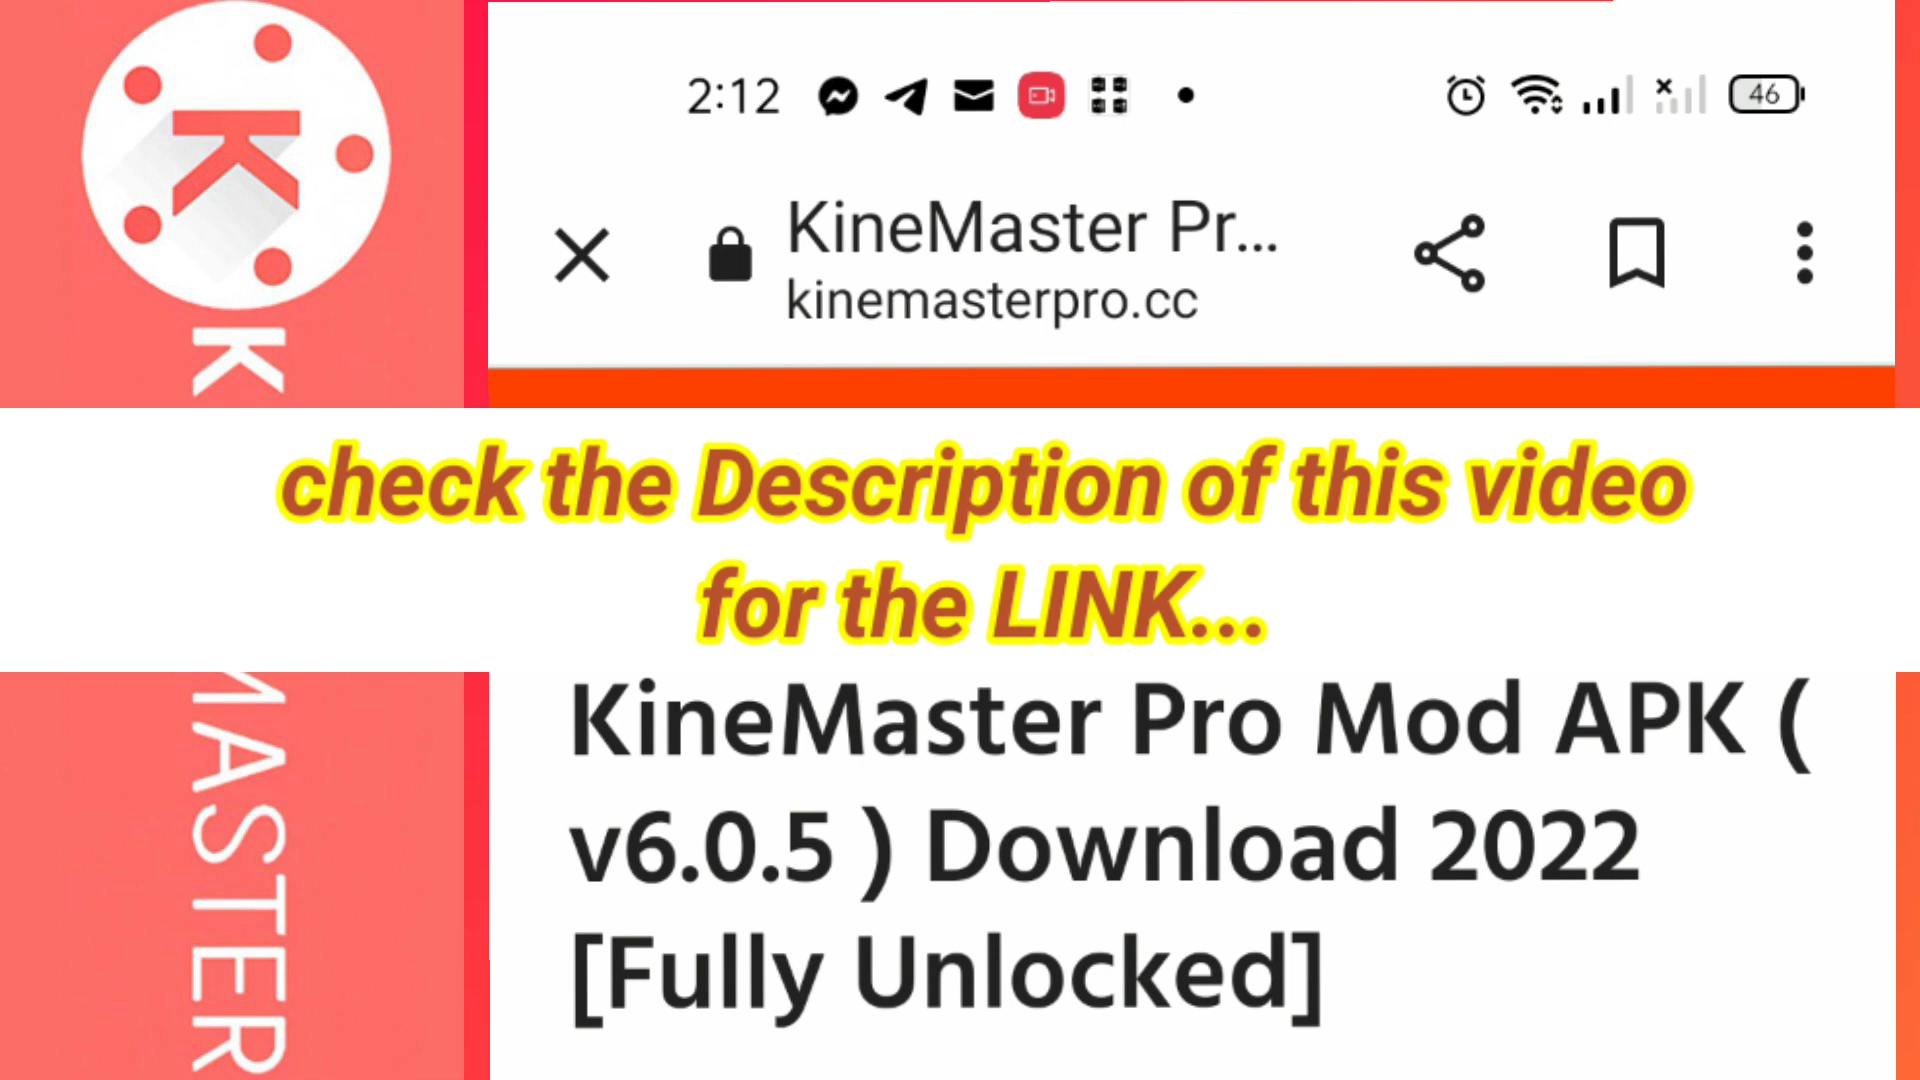 2:12
46
KineMaster Pr...
kinemasterpro.cc
K
check the Description of this video
for the LINK...
MASTER
KineMaster Pro Mod APK (
v6.0.5 ) Download 2022
[Fully Unlocked]